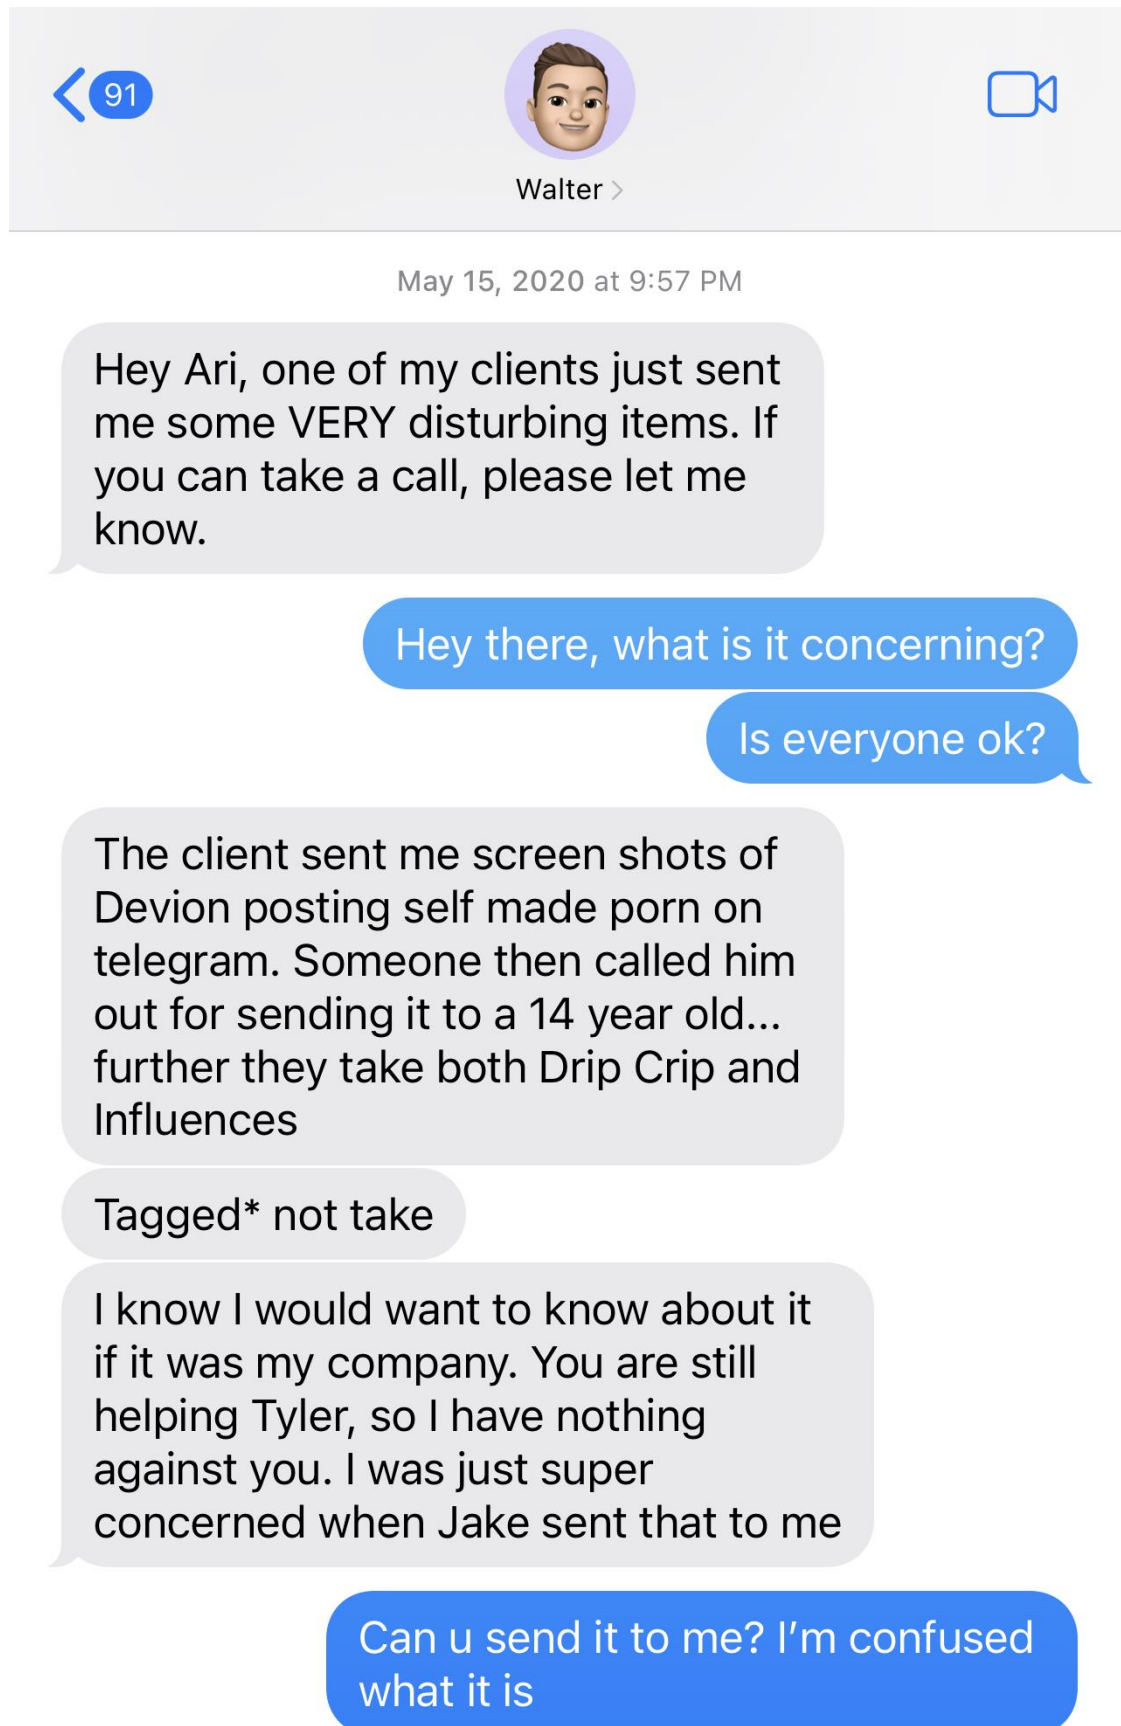 91
Walter
May 15, 2020 at 9:57 PM
Hey Ari, one of my clients just sent
me some VERY disturbing items. If
you can take a call, please let me
know.
Hey there, what is it concerning?
Is everyone ok?
The client sent me screen shots of
Devion posting self made porn on
telegram. Someone then called him
out for sending it to a 14 year old...
further they take both Drip Crip and
Influences
Tagged* not take
I know I would want to know about it
if it was my company. You are still
helping Tyler, so I have nothing
against you. I was just super
concerned when Jake sent that to me
Can u send it to me? I’m confused
what it is